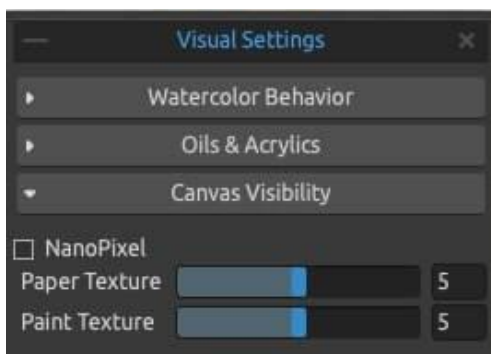 Visual Settings
Watercolor Behavior
Oils & Acrylics
Canvas Visibility
NanoPixel
Paper Texture 5
Paint Texture 5